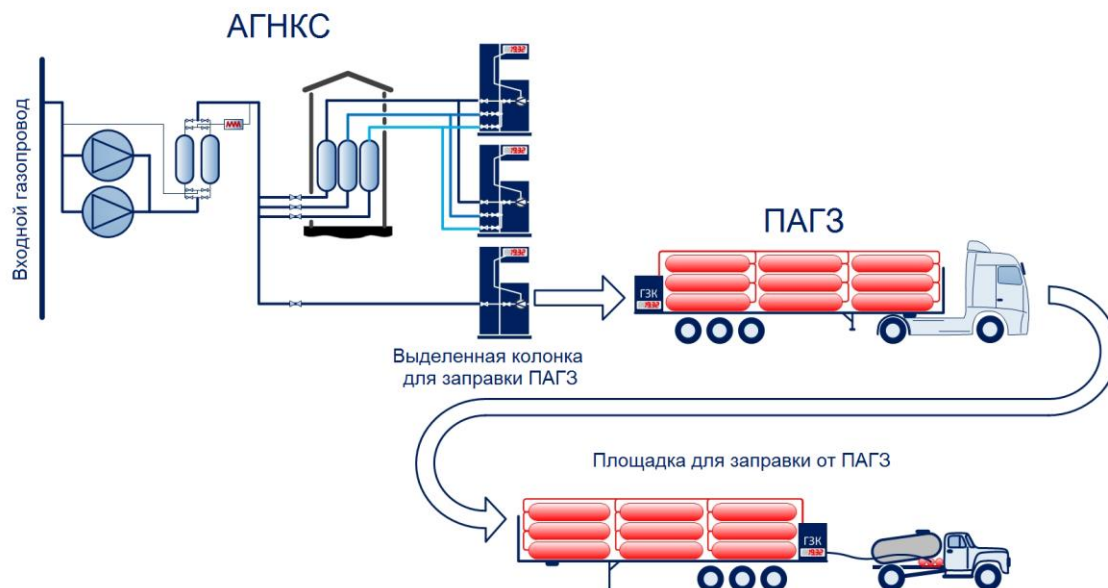 АГНКС
Входной газопровод
ПАГЗ
ГЗК
Выделенная колонка
для заправки ПАГЗ
Площадка для заправки от ПАГЗ
ГЗК